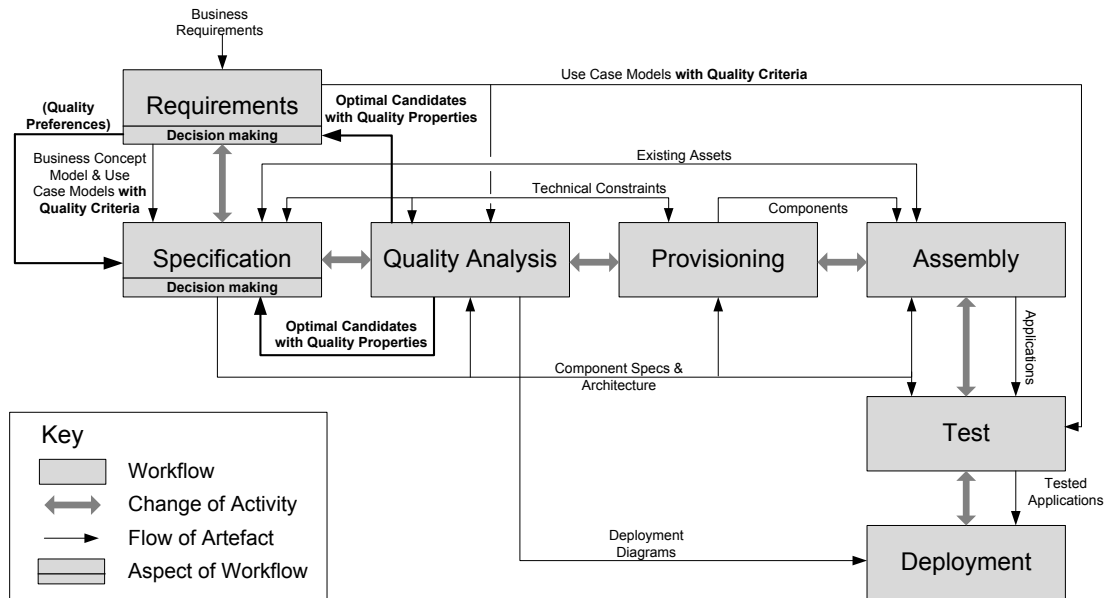 Business
Requirements
Use Case Models with Quality Criteria
Requirements
Decision making
(Quality
Preferences)
Optimal Candidates
with Quality Properties
Business Concept
Model & Use
Case Models with
Quality Criteria
Existing Assets
Technical Constraints
Components
Specification
Decision making
Quality Analysis
Provisioning
Assembly
Optimal Candidates
with Quality Properties
Applications
Component Specs &
Architecture
Test
Tested
Applications
Deployment
Diagrams
Deployment
Key
Workflow
Change of Activity
Flow of Artefact
Aspect of Workflow